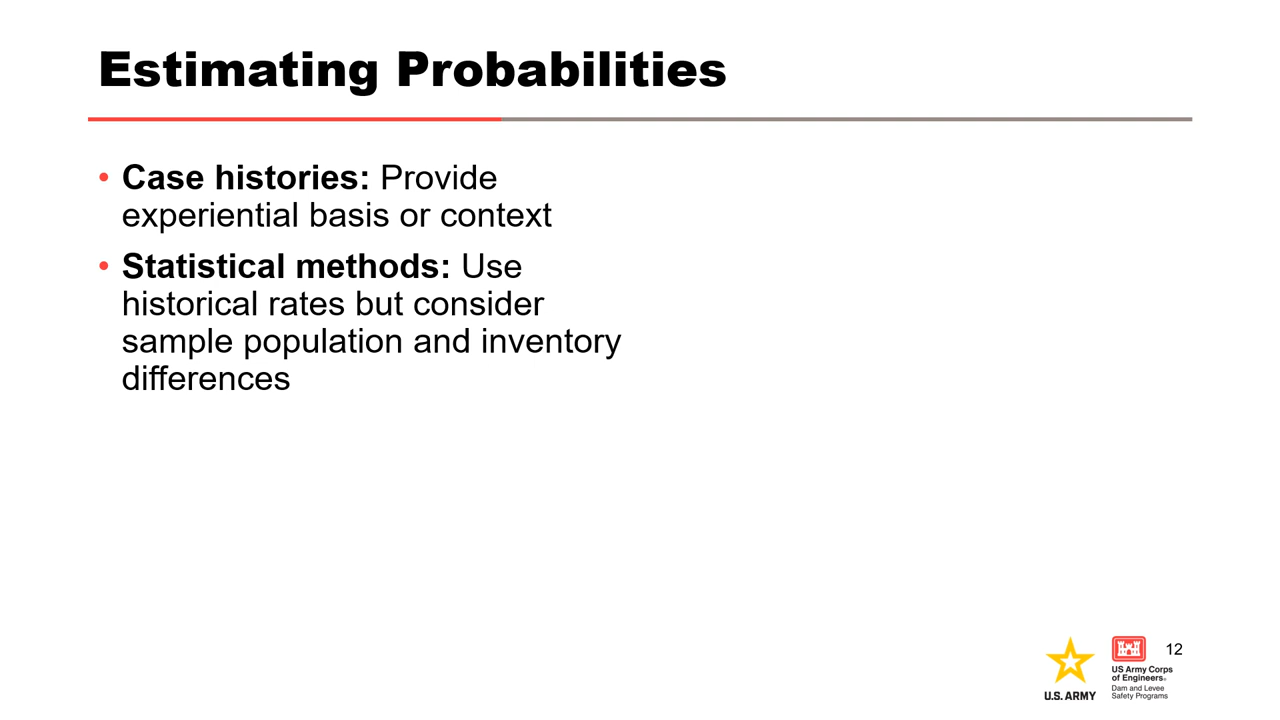 Estimating Probabilities
• Case histories: Provide
experiential basis or context
• Statistical methods: Use
historical rates but consider
sample population and inventory
differences
12
U.S. ARMY
US Army Corps
of Engineers®
Dam and Levee
Safety Programs